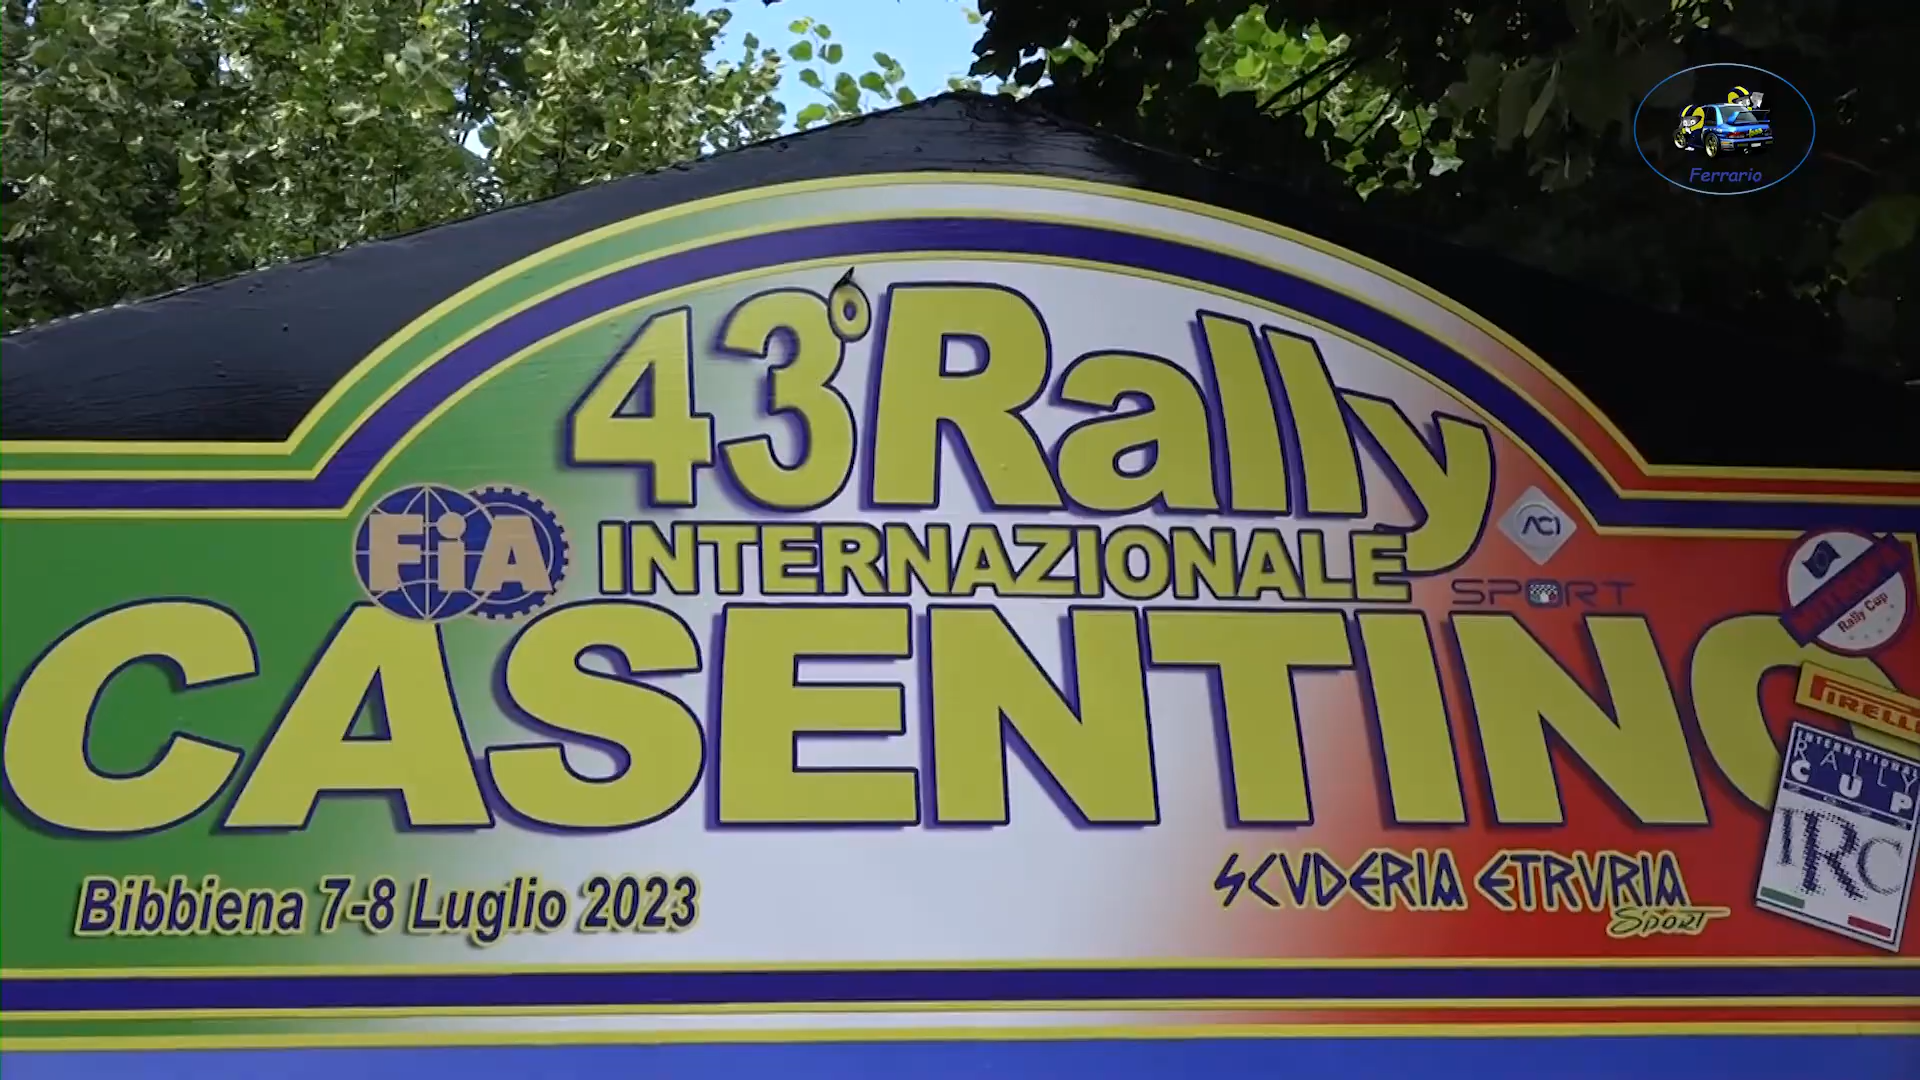 Ferrario
43° Rally
FIA
INTERNAZIONALE
ACI
SPORT
CASENTINO
Rally Cup
PIRELLI
INTERNATIONAL
RALLY
CUP
IRC
Bibbiena 7-8 Luglio 2023
SCUDERIA ETRURIA
Sport